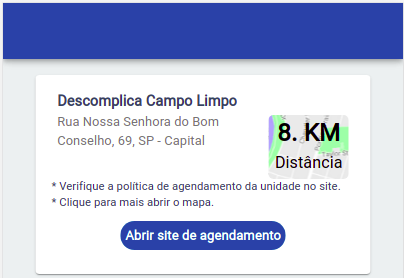 Descomplica Campo Limpo
Rua Nossa Senhora do Bom
Conselho, 69, SP - Capital
8. KM
Distância
* Verifique a política de agendamento da unidade no site.
* Clique para mais abrir o mapa.
Abrir site de agendamento